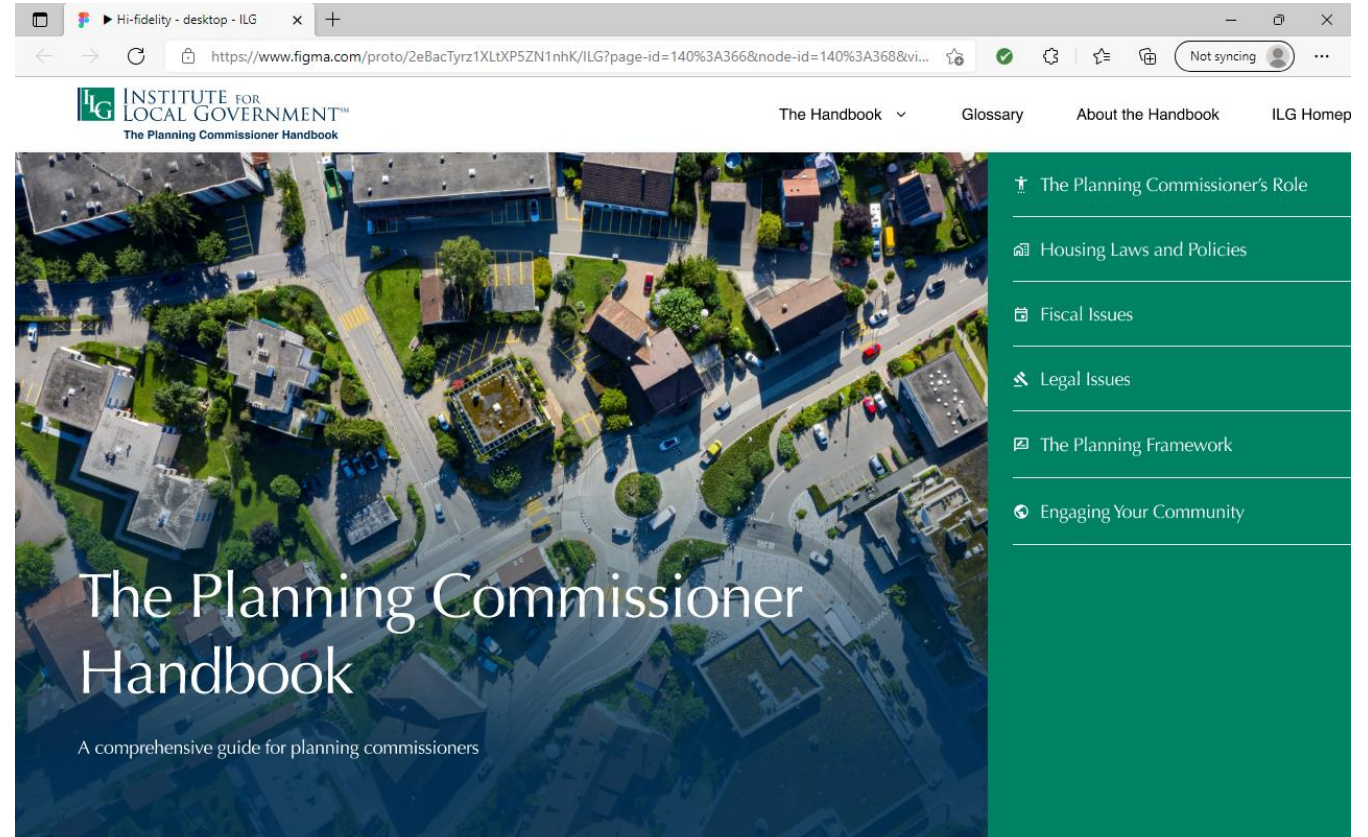 Hi-fidelity - desktop - ILG
https://www.figma.com/proto/2eBacTyrz1XLtXP5ZN1nhK/ILG?page-id=140%3A366&node-id=140%3A368&vi...
Not syncing
ILG
INSTITUTE FOR
LOCAL GOVERNMENT℠
The Planning Commissioner Handbook
The Handbook Glossary About the Handbook ILG Homep
The Planning Commissioner's Role
Housing Laws and Policies
Fiscal Issues
Legal Issues
The Planning Framework
Engaging Your Community
The Planning Commissioner
Handbook
A comprehensive guide for planning commissioners